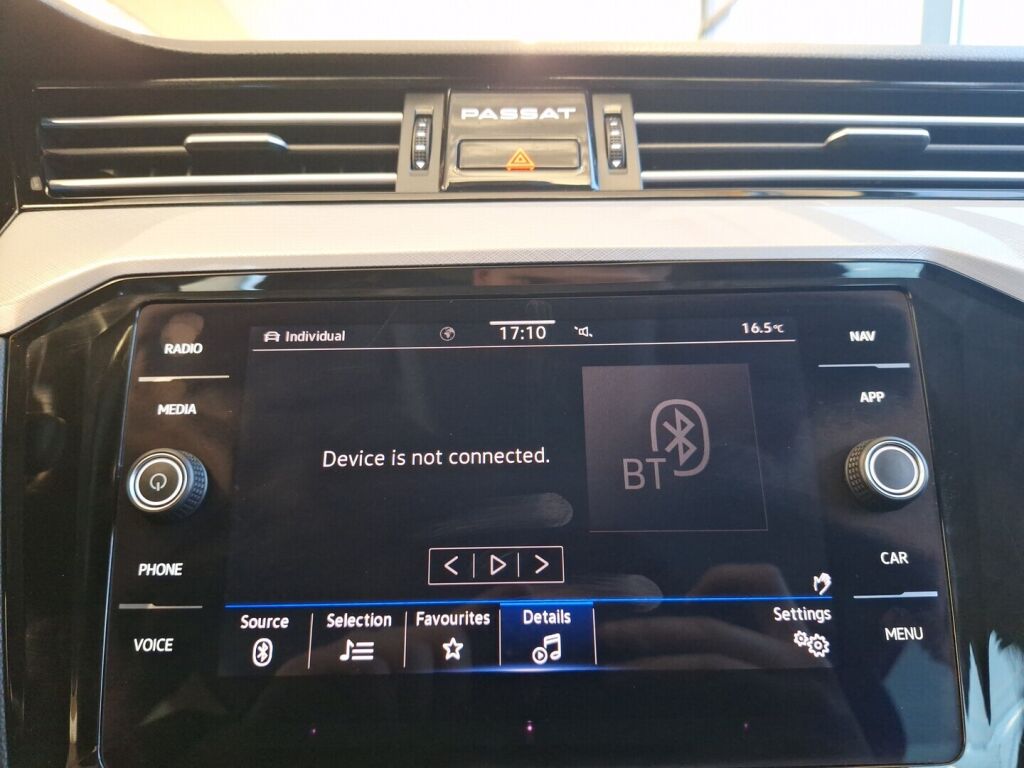 PASSAT
RADIO
MEDIA
PHONE
VOICE
Individual
17:10
16.5°C
Device is not connected.
BT
Source
Selection
Favourites
Details
Settings
NAV
APP
CAR
MENU